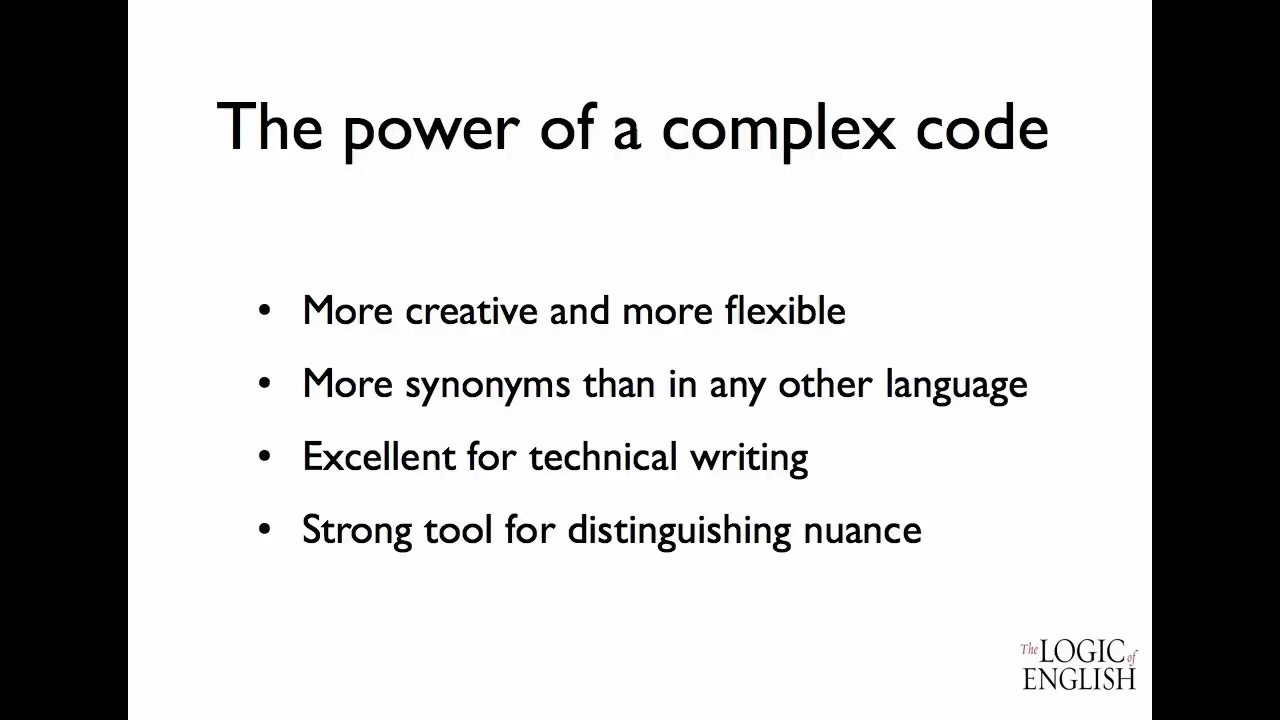 The power of a complex code
• More creative and more flexible
• More synonyms than in any other language
• Excellent for technical writing
• Strong tool for distinguishing nuance
The LOGIC of
ENGLISH